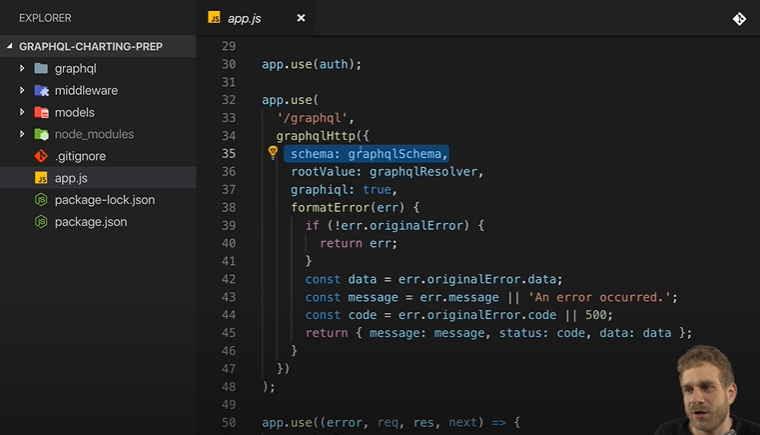 EXPLORER
GRAPHQL-CHARTING-PREP
graphql
middleware
models
node_modules
.gitignore
JS app.js
package-lock.json
package.json
JS app.js ×
29
30 app.use(auth);
31
32 app.use(
33 '/graphql',
34 graphqlHttp({
35 schema: graphqlSchema,
36 rootValue: graphqlResolver,
37 graphiql: true,
38 formatError(err) {
39 if (!err.originalError) {
40 return err;
41 }
42 const data = err.originalError.data;
43 const message = err.message || 'An error occurred.';
44 const code = err.originalError.code || 500;
45 return { message: message, status: code, data: data };
46 }
47 })
48 );
49
50 app.use((error, req, res, next) => {